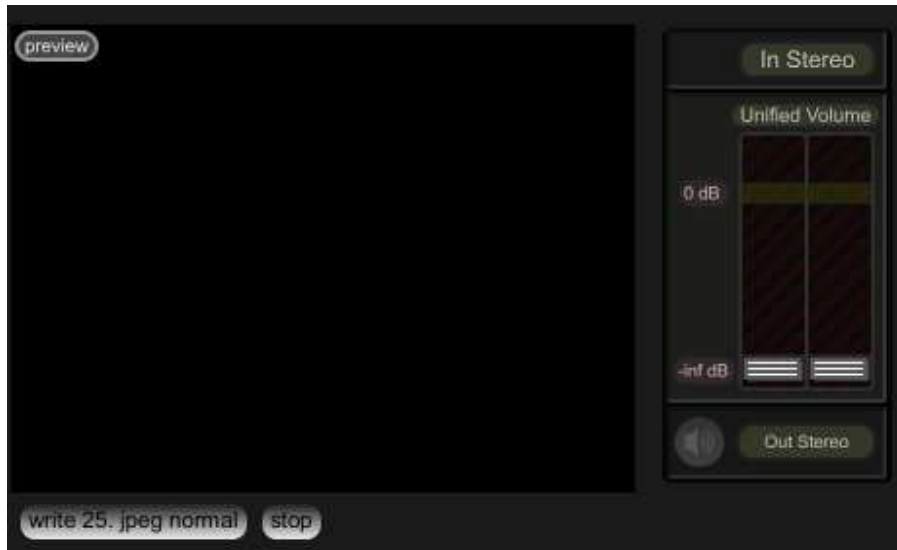 preview
In Stereo
Unified Volume
0 dB
-inf dB
Out Stereo
write 25. jpeg normal
stop